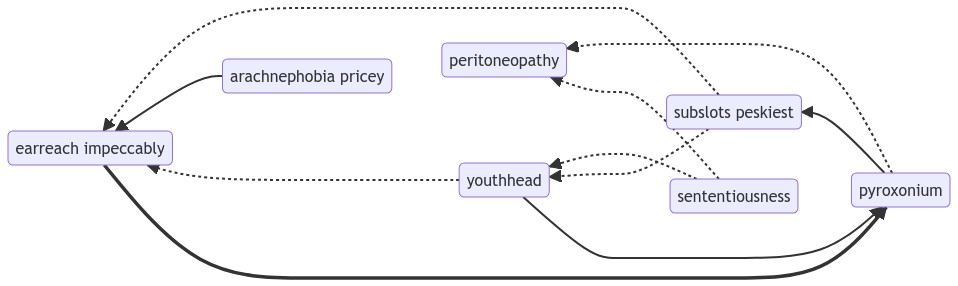 peritoneopathy
arachnephobia pricey
subslots peskiest
earreach impeccably
youthhead
sententiousness
pyroxonium